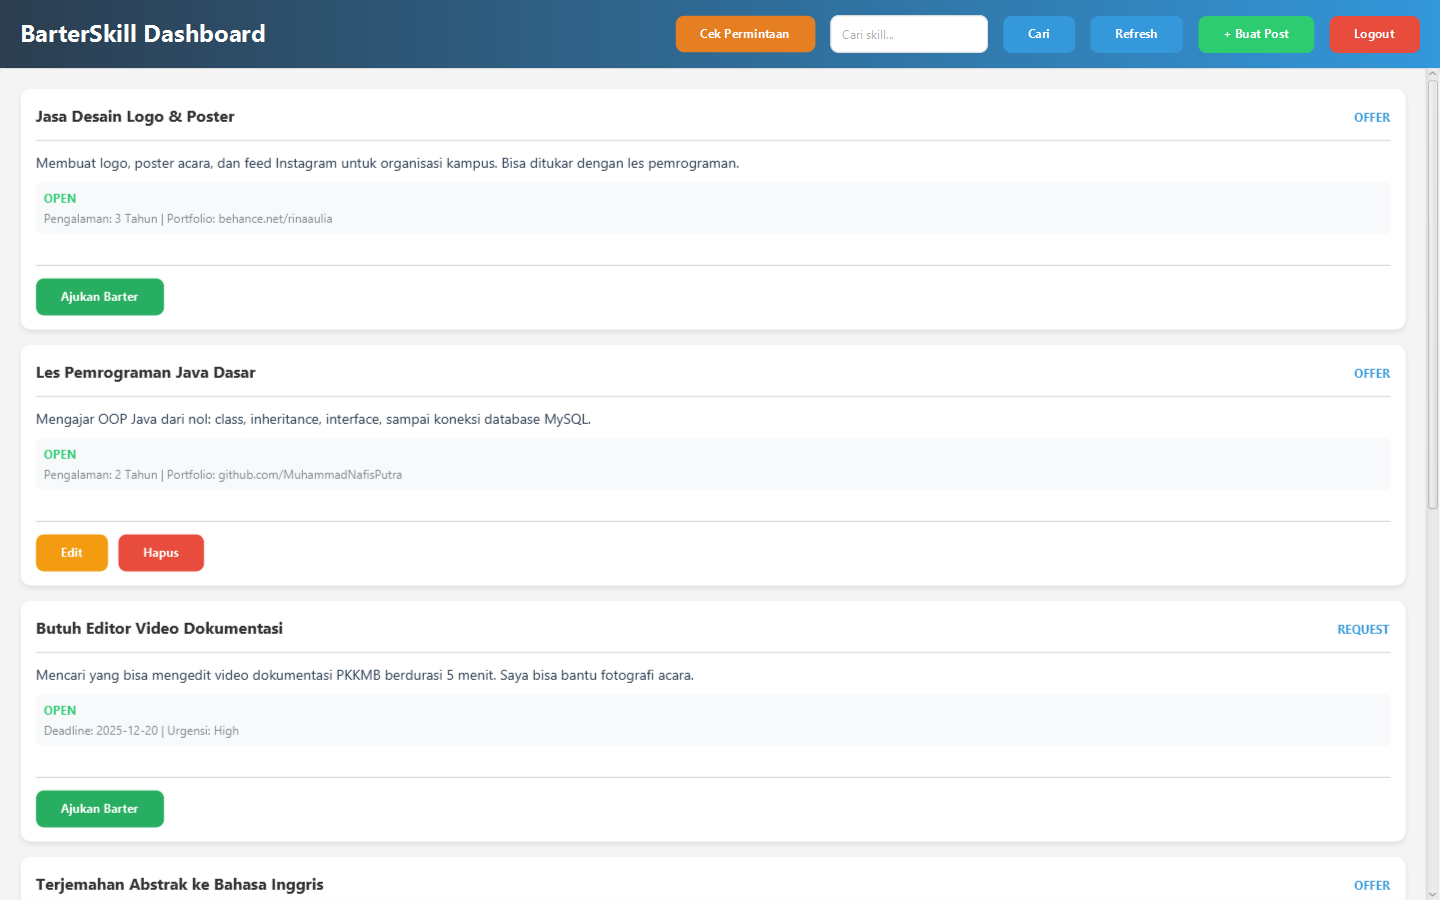 BarterSkill Dashboard
Cek Permintaan
Cari skill...
Cari
Refresh
+ Buat Post
Logout
Jasa Desain Logo & Poster
OFFER
Membuat logo, poster acara, dan feed Instagram untuk organisasi kampus. Bisa ditukar dengan les pemrograman.
OPEN
Pengalaman: 3 Tahun | Portfolio: behance.net/rinaaulia
Ajukan Barter
Les Pemrograman Java Dasar
OFFER
Mengajar OOP Java dari nol: class, inheritance, interface, sampai koneksi database MySQL.
OPEN
Pengalaman: 2 Tahun | Portfolio: github.com/MuhammadNafisPutra
Edit
Hapus
Butuh Editor Video Dokumentasi
REQUEST
Mencari yang bisa mengedit video dokumentasi PKKMB berdurasi 5 menit. Saya bisa bantu fotografi acara.
OPEN
Deadline: 2025-12-20 | Urgensi: High
Ajukan Barter
Terjemahan Abstrak ke Bahasa Inggris
OFFER